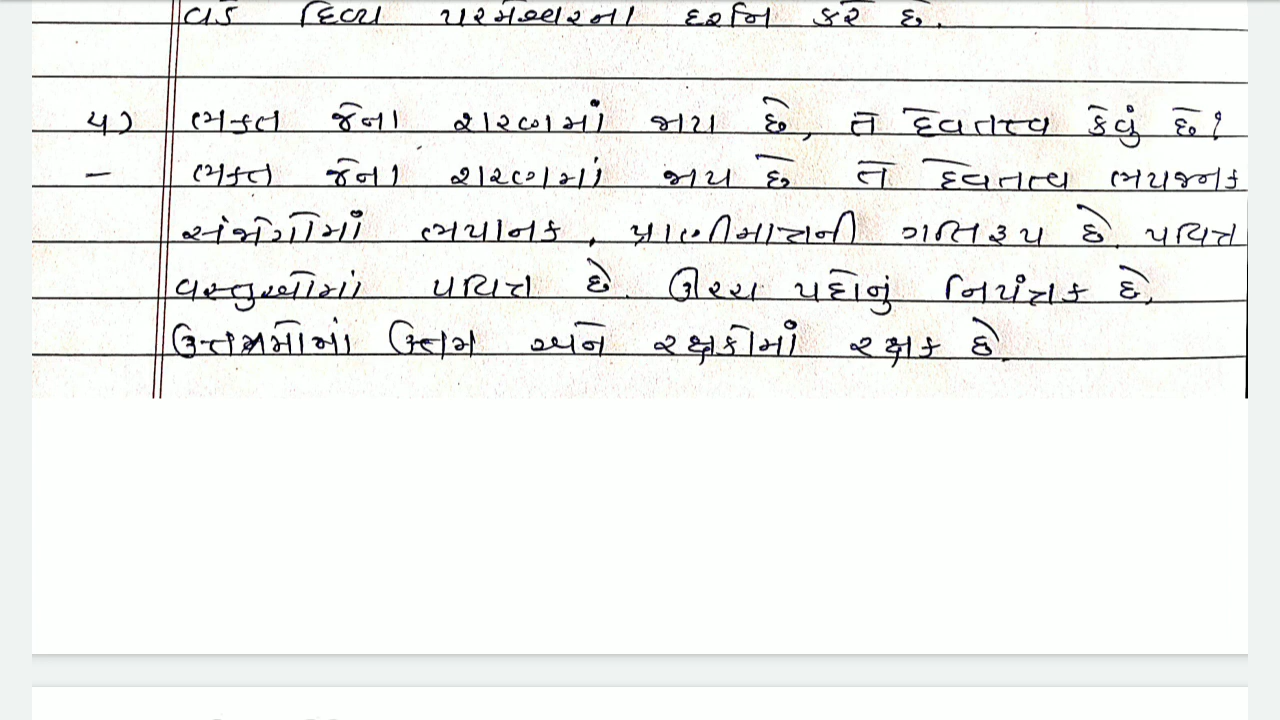 વડે દિવ્ય પરમેશ્વરના દર્શન કરે છે.
૫) ભક્ત જેના શરણમાં જાય છે, તે દેવતત્ત્વ કેવું છે?
– ભક્ત જેના શરણમાં જાય છે તે દેવતત્ત્વ ભયજનક
સંજોગોમાં ભયાનક, પ્રાણીમાત્રની ગતિરૂપ છે. પવિત્ર
વસ્તુઓમાં પવિત્ર છે. ઊચ્ચ પદોનું નિયંત્રક છે,
ઉત્તમોમાં ઉત્તમ અને રક્ષકોમાં રક્ષક છે.